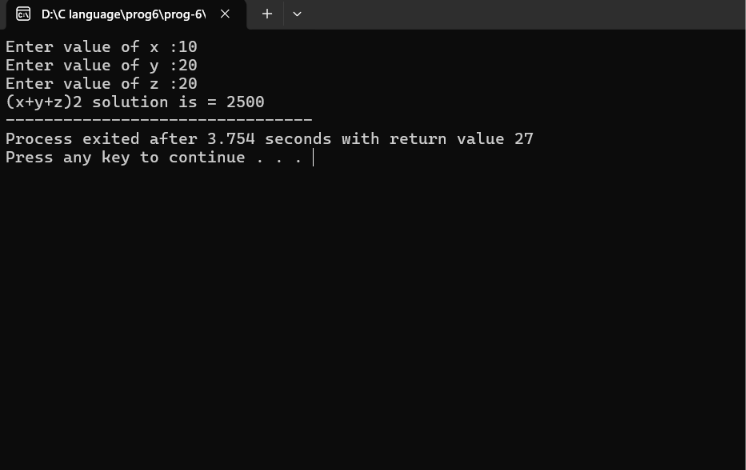 D:\C language\prog6\prog-6\
Enter value of x :10
Enter value of y :20
Enter value of z :20
(x+y+z)2 solution is = 2500
--------------------------------
Process exited after 3.754 seconds with return value 27
Press any key to continue . . .